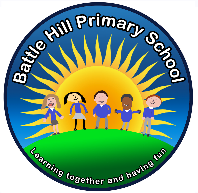 Battle Hill Primary School
Learning together and having fun